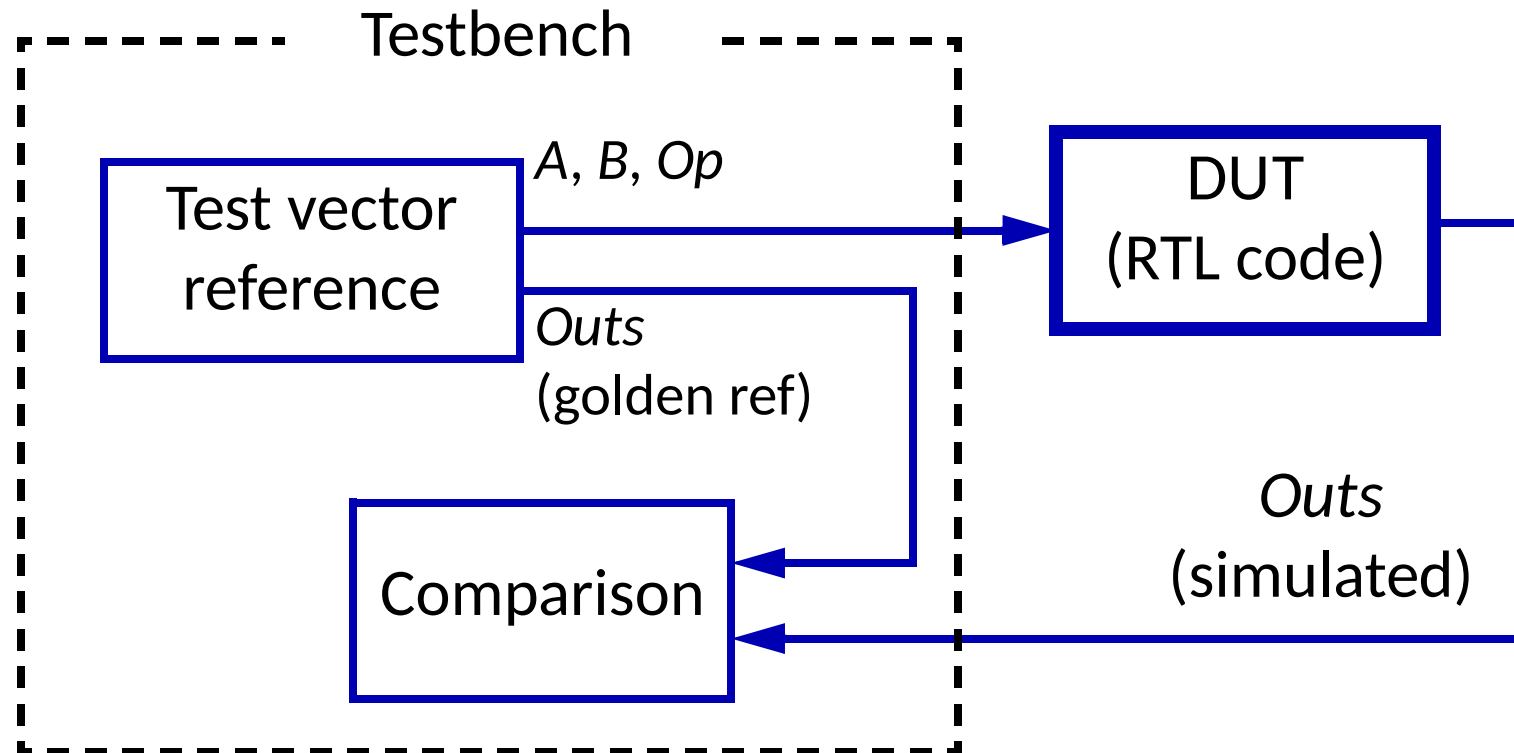 Testbench
A, B, Op
Test vector
reference
DUT
(RTL code)
Outs
(golden ref)
Outs
(simulated)
Comparison